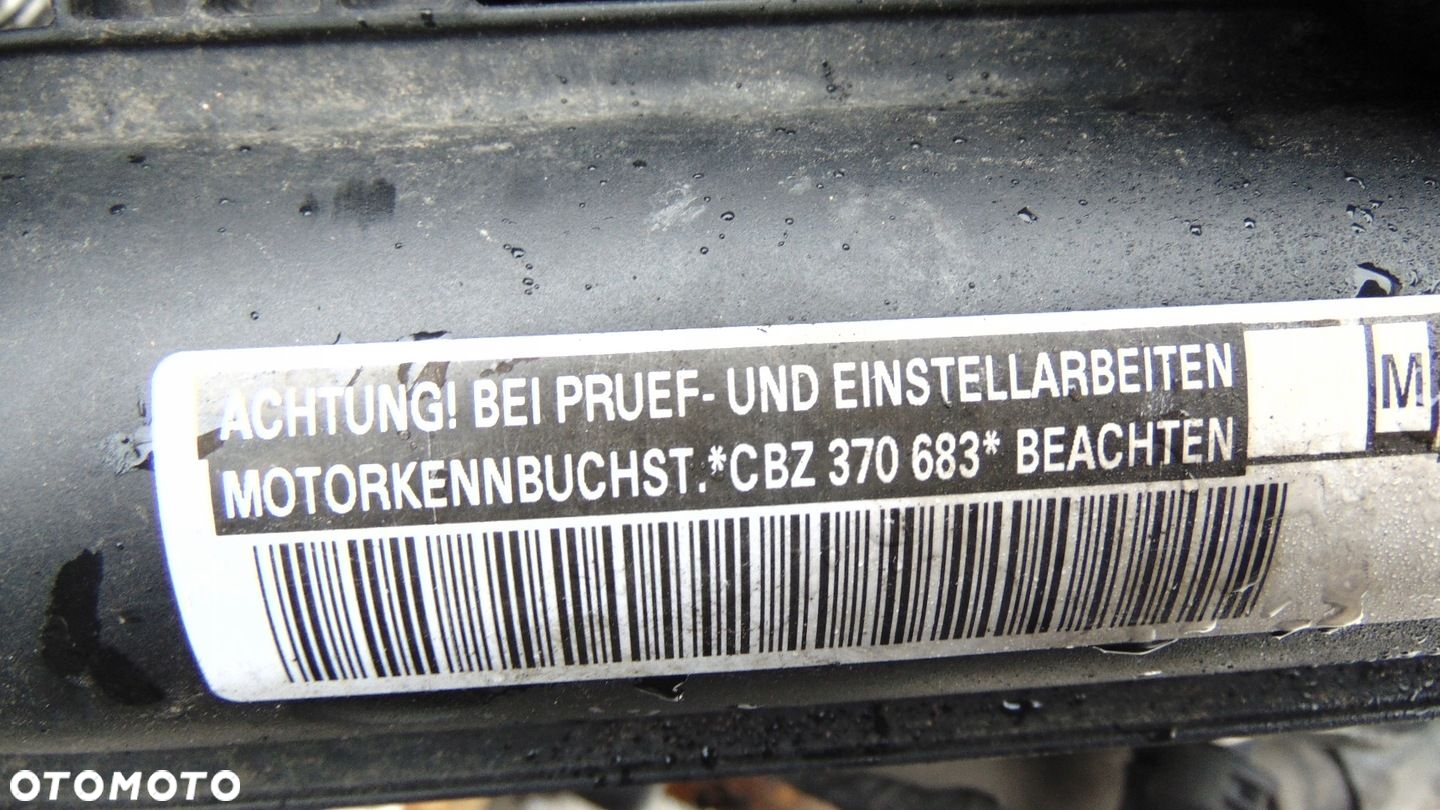 ACHTUNG! BEI PRUEF- UND EINSTELLARBEITEN
MOTORKENNBUCHST.*CBZ 370 683* BEACHTEN
M
OTOMOTO